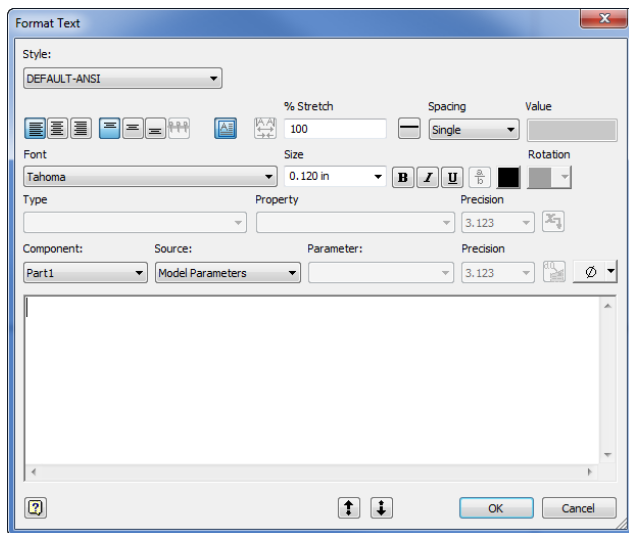 Format Text
Style:
DEFAULT-ANSI
% Stretch Spacing Value
100 Single
Font Size Rotation
Tahoma 0.120 in B I U a/b
Type Property Precision
3.123
Component: Source: Parameter: Precision
Part1 Model Parameters 3.123 Ø
OK Cancel